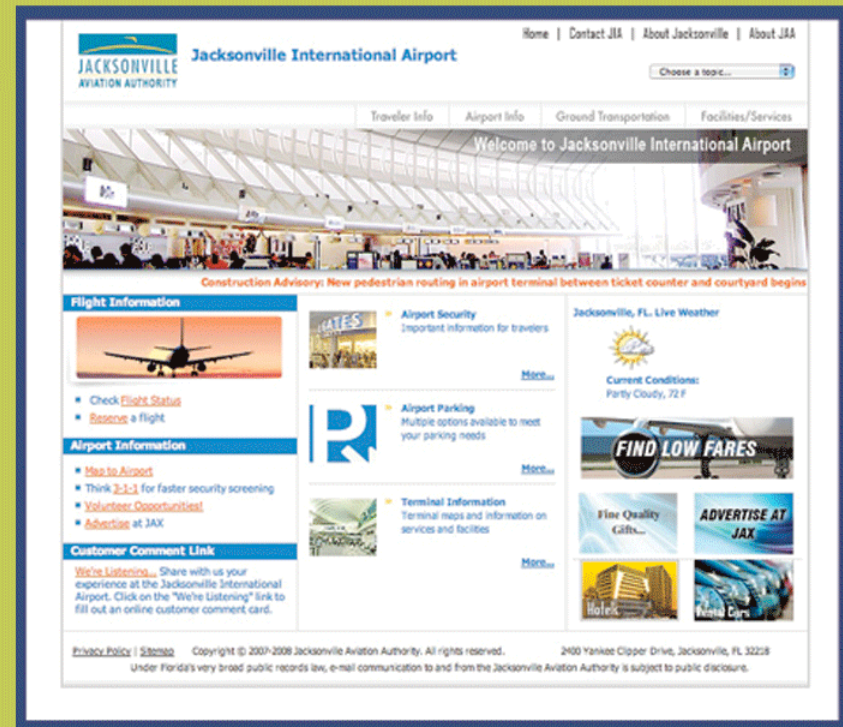 Home | Contact JIA | About Jacksonville | About JAA
JACKSONVILLE
AVIATION AUTHORITY
Jacksonville International Airport
Choose a topic...
Traveler Info
Airport Info
Ground Transportation
Facilities/Services
Welcome to Jacksonville International Airport
Construction Advisory: New pedestrian routing in airport terminal between ticket counter and courtyard begins
Flight Information
Check Flight Status
Reserve a flight
Airport Information
Map to Airport
Think 3-1-1 for faster security screening
Volunteer Opportunities!
Advertise at JAX
Customer Comment Link
We're Listening... Share with us your
experience at the Jacksonville International
Airport. Click on the "We're Listening" link to
fill out an online customer comment card.
GATES
Airport Security
Important information for travelers
More...
P
Airport Parking
Multiple options available to meet
your parking needs
More...
Terminal Information
Terminal maps and information on
services and facilities
More...
Jacksonville, FL. Live Weather
Current Conditions:
Partly Cloudy, 72 F
FIND LOW FARES
Fine Quality
Gifts...
ADVERTISE AT
JAX
Hotels
Rental Cars
Privacy Policy | Sitemap Copyright © 2007-2008 Jacksonville Aviation Authority. All rights reserved. 2400 Yankee Clipper Drive, Jacksonville, FL 32218
Under Florida's very broad public records law, e-mail communication to and from the Jacksonville Aviation Authority is subject to public disclosure.